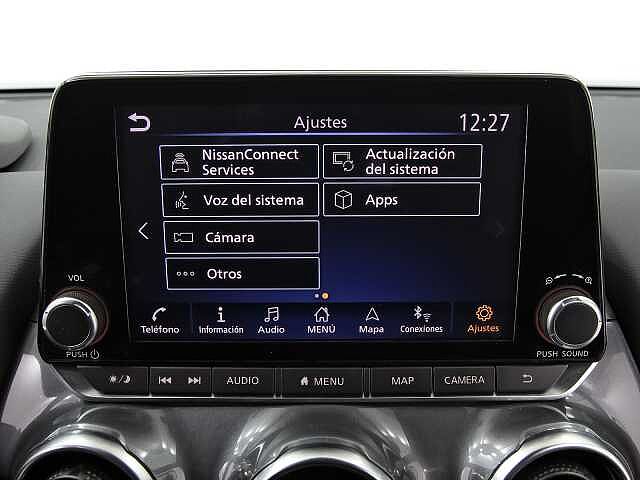 Ajustes
12:27
NissanConnect
Services
Actualización
del sistema
Voz del sistema
Apps
Cámara
Otros
VOL
PUSH
Teléfono
Información
Audio
MENÚ
Mapa
Conexiones
Ajustes
PUSH SOUND
AUDIO
MENU
MAP
CAMERA